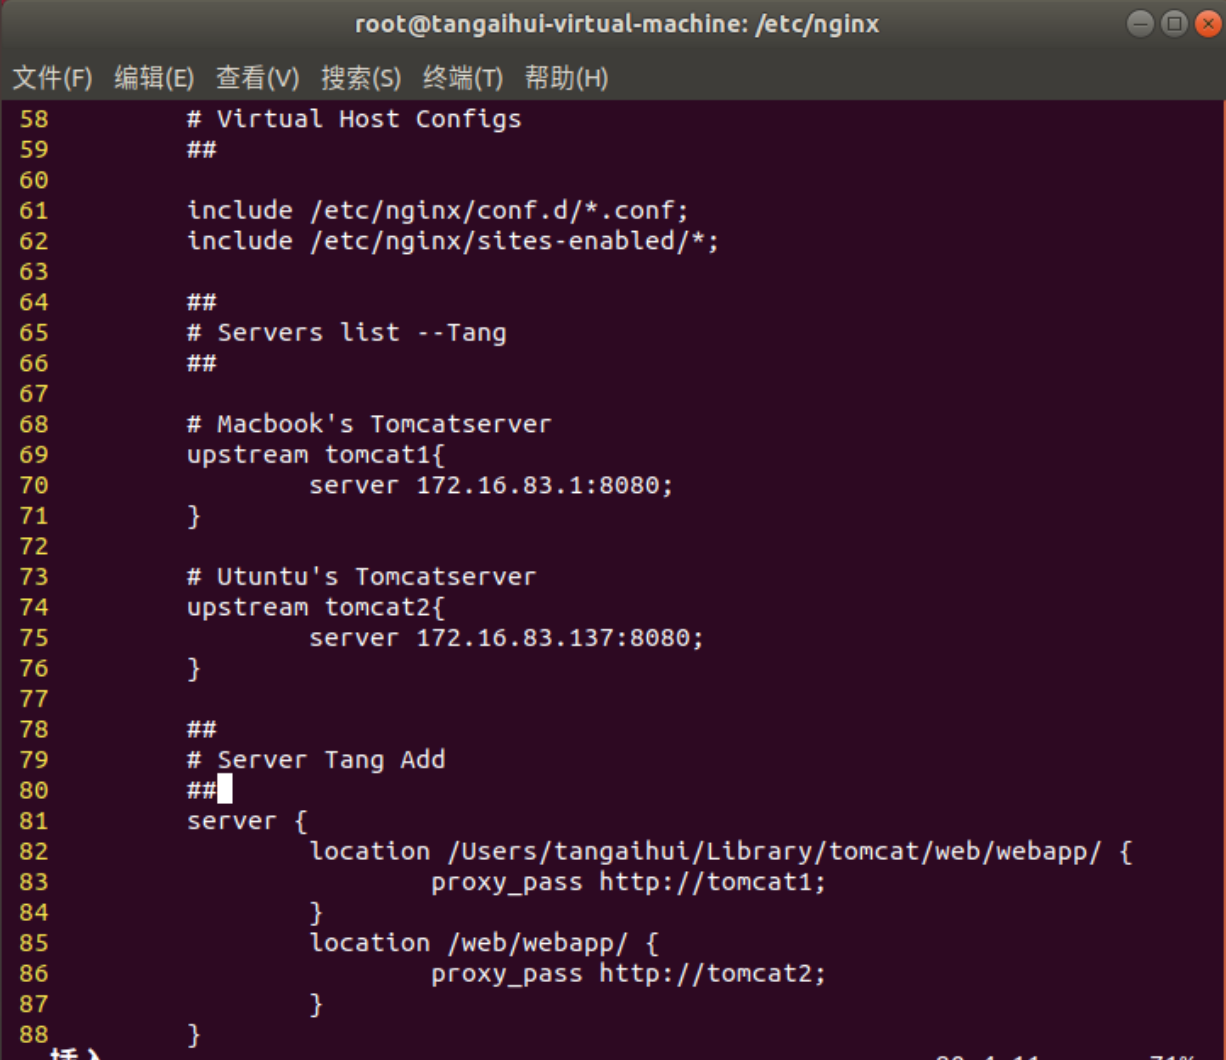 root@tangaihui-virtual-machine: /etc/nginx
文件(F) 编辑(E) 查看(V) 搜索(S) 终端(T) 帮助(H)
58 # Virtual Host Configs
59 ##
60
61 include /etc/nginx/conf.d/*.conf;
62 include /etc/nginx/sites-enabled/*;
63
64 ##
65 # Servers list --Tang
66 ##
67
68 # Macbook's Tomcatserver
69 upstream tomcat1{
70 server 172.16.83.1:8080;
71 }
72
73 # Utuntu's Tomcatserver
74 upstream tomcat2{
75 server 172.16.83.137:8080;
76 }
77
78 ##
79 # Server Tang Add
80 ##
81 server {
82 location /Users/tangaihui/Library/tomcat/web/webapp/ {
83 proxy_pass http://tomcat1;
84 }
85 location /web/webapp/ {
86 proxy_pass http://tomcat2;
87 }
88 }